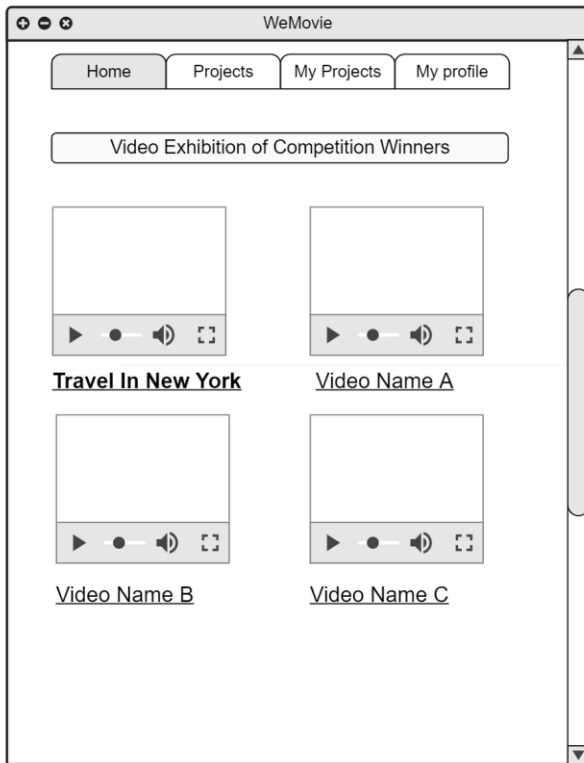 WeMovie
Home Projects My Projects My profile
Video Exhibition of Competition Winners
Travel In New York Video Name A
Video Name B Video Name C